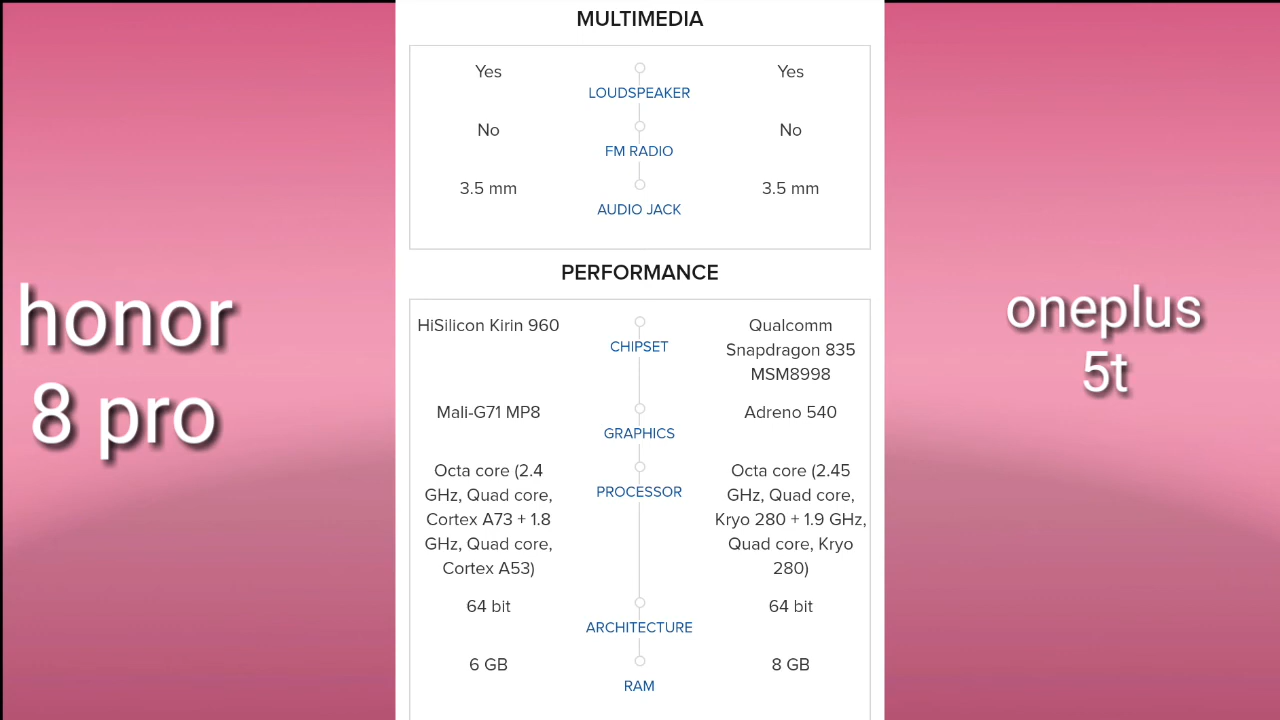 MULTIMEDIA
Yes
Yes
LOUDSPEAKER
No
No
FM RADIO
3.5 mm
3.5 mm
AUDIO JACK
PERFORMANCE
honor
8 pro
oneplus
5t
HiSilicon Kirin 960
Qualcomm
Snapdragon 835
MSM8998
CHIPSET
Mali-G71 MP8
Adreno 540
GRAPHICS
Octa core (2.4
GHz, Quad core,
Cortex A73 + 1.8
GHz, Quad core,
Cortex A53)
Octa core (2.45
GHz, Quad core,
Kryo 280 + 1.9 GHz,
Quad core, Kryo
280)
PROCESSOR
64 bit
64 bit
ARCHITECTURE
6 GB
8 GB
RAM